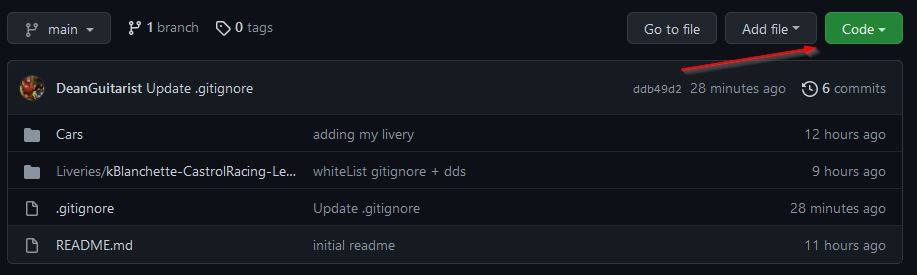 main 1 branch 0 tags Go to file Add file Code
DeanGuitarist Update .gitignore ddb49d2 28 minutes ago 6 commits
Cars adding my livery 12 hours ago
Liveries/kBlanchette-CastrolRacing-Le... whiteList gitignore + dds 9 hours ago
.gitignore Update .gitignore 28 minutes ago
README.md initial readme 11 hours ago